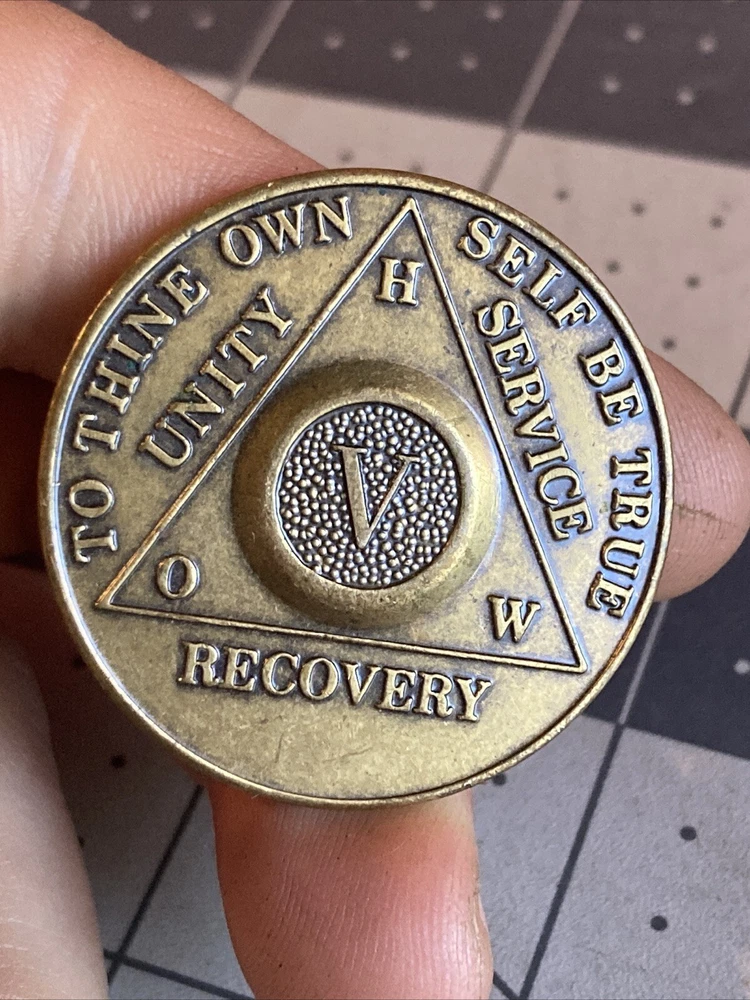 TO THINE OWN SELF BE TRUE
UNITY
SERVICE
RECOVERY
H
O
W
V